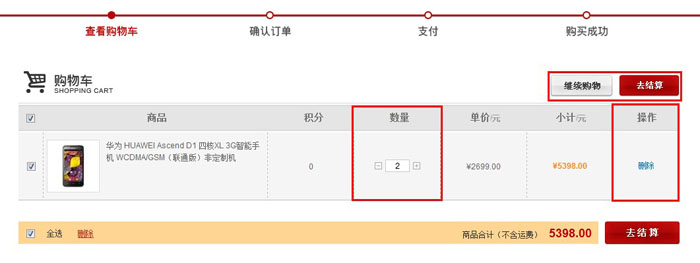 查看购物车 确认订单 支付 购买成功
购物车
SHOPPING CART
继续购物 去结算
商品 积分 数量 单价/元 小计/元 操作
华为 HUAWEI Ascend D1 四核XL 3G智能手
机 WCDMA/GSM（联通版）非定制机
0 2 ¥2699.00 ¥5398.00 删除
全选 删除 商品合计（不含运费） 5398.00 去结算